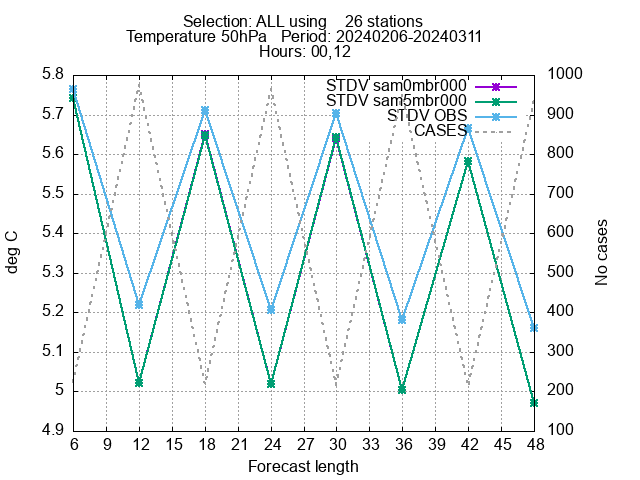 Selection: ALL using    26 stations
Temperature 50hPa   Period: 20240206-20240311
Hours: 00,12
STDV sam0mbr000
STDV sam5mbr000
STDV OBS
CASES
5.8
5.7
5.6
5.5
5.4
5.3
5.2
5.1
5
4.9
deg C
1000
900
800
700
600
500
400
300
200
100
No cases
6 9 12 15 18 21 24 27 30 33 36 39 42 45 48
Forecast length